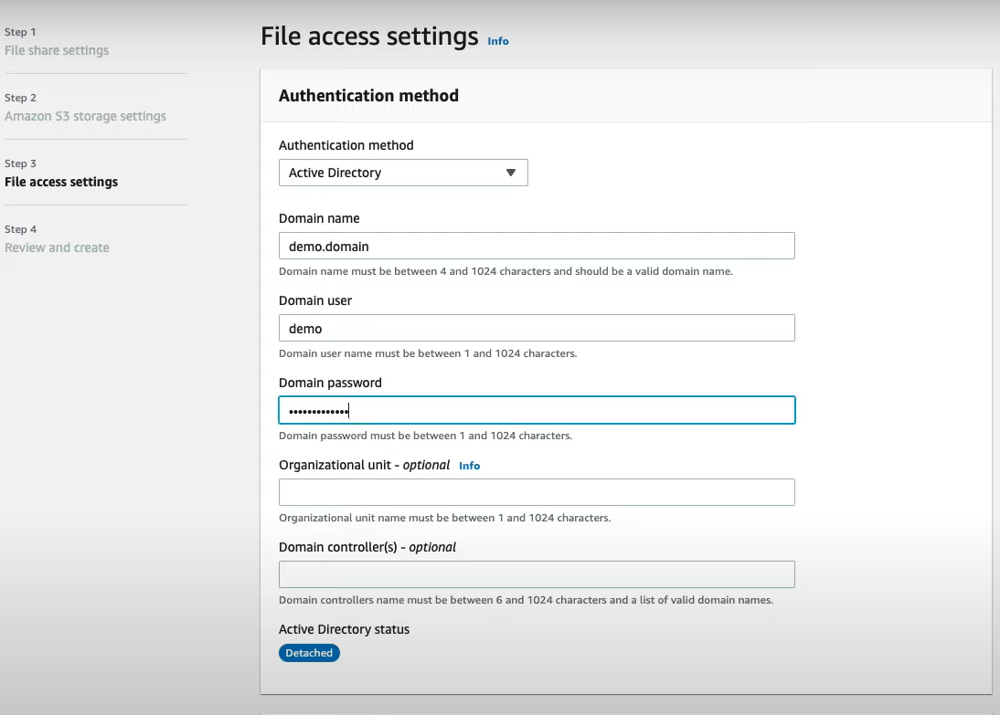 Step 1
File share settings
Step 2
Amazon S3 storage settings
Step 3
File access settings
Step 4
Review and create
File access settings Info
Authentication method
Authentication method
Active Directory
Domain name
demo.domain
Domain name must be between 4 and 1024 characters and should be a valid domain name.
Domain user
demo
Domain user name must be between 1 and 1024 characters.
Domain password
•••••••••••••
Domain password must be between 1 and 1024 characters.
Organizational unit - optional Info
Organizational unit name must be between 1 and 1024 characters.
Domain controller(s) - optional
Domain controllers name must be between 6 and 1024 characters and a list of valid domain names.
Active Directory status
Detached